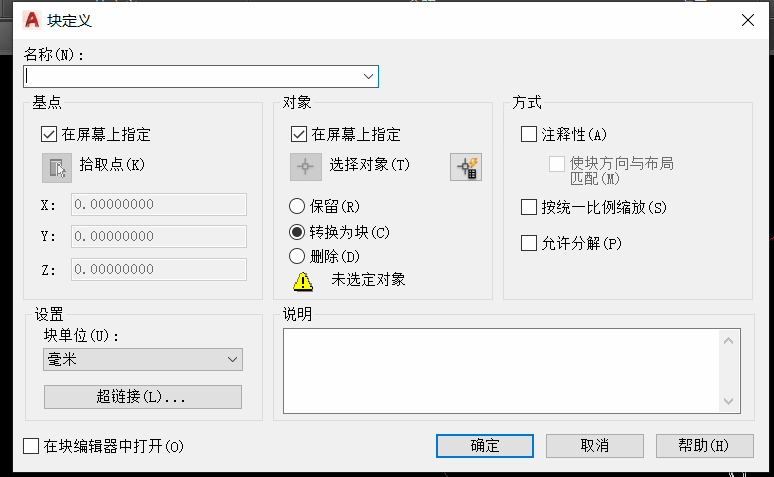 块定义
名称(N)：
基点
在屏幕上指定
拾取点(K)
X: 0.00000000
Y: 0.00000000
Z: 0.00000000
对象
在屏幕上指定
选择对象(T)
保留(R)
转换为块(C)
删除(D)
未选定对象
方式
注释性(A)
使块方向与布局
匹配(M)
按统一比例缩放(S)
允许分解(P)
设置
块单位(U)：
毫米
超链接(L)...
说明
在块编辑器中打开(O)
确定
取消
帮助(H)